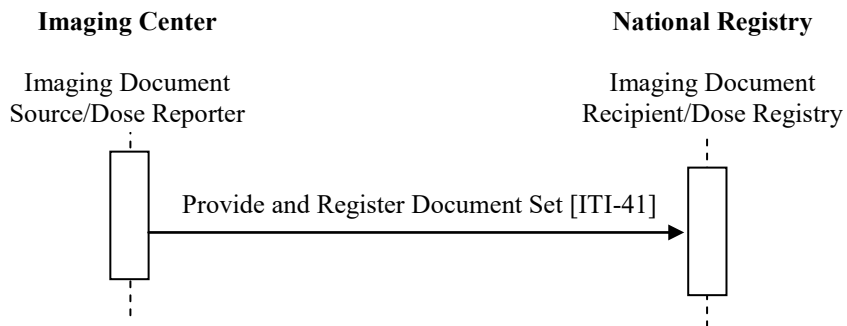 Imaging Center
National Registry
Imaging Document
Source/Dose Reporter
Imaging Document
Recipient/Dose Registry
Provide and Register Document Set [ITI-41]